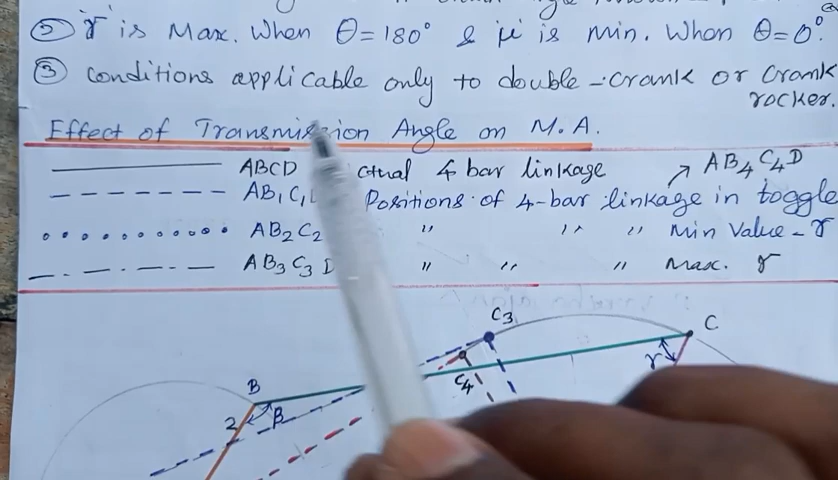 ② γ is Max. When θ=180° & μ is min. When θ=0°.
③ conditions applicable only to double-crank or crank
rocker.
Effect of Transmission Angle on M.A.
ABCD ctual 4 bar linkage ↗ AB₄C₄D
AB₁C₁ Positions of 4-bar linkage in toggle
AB₂C₂ " " " Min Value - γ
AB₃C₃D " " " Max. γ
C₃
C
γ
C₄
B
2
β